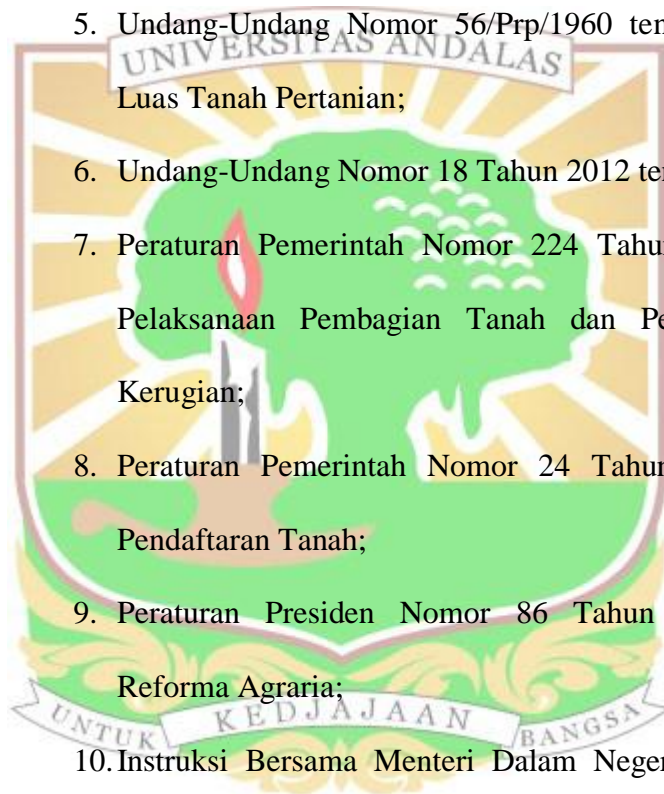 5. Undang-Undang Nomor 56/Prp/1960 ten
UNIVERSITAS ANDALAS
Luas Tanah Pertanian;
6. Undang-Undang Nomor 18 Tahun 2012 ten
7. Peraturan Pemerintah Nomor 224 Tahun
Pelaksanaan Pembagian Tanah dan Pe
Kerugian;
8. Peraturan Pemerintah Nomor 24 Tahun
Pendaftaran Tanah;
9. Peraturan Presiden Nomor 86 Tahun
Reforma Agraria;
UNTUK KEDJAJAAN BANGSA
10. Instruksi Bersama Menteri Dalam Neger